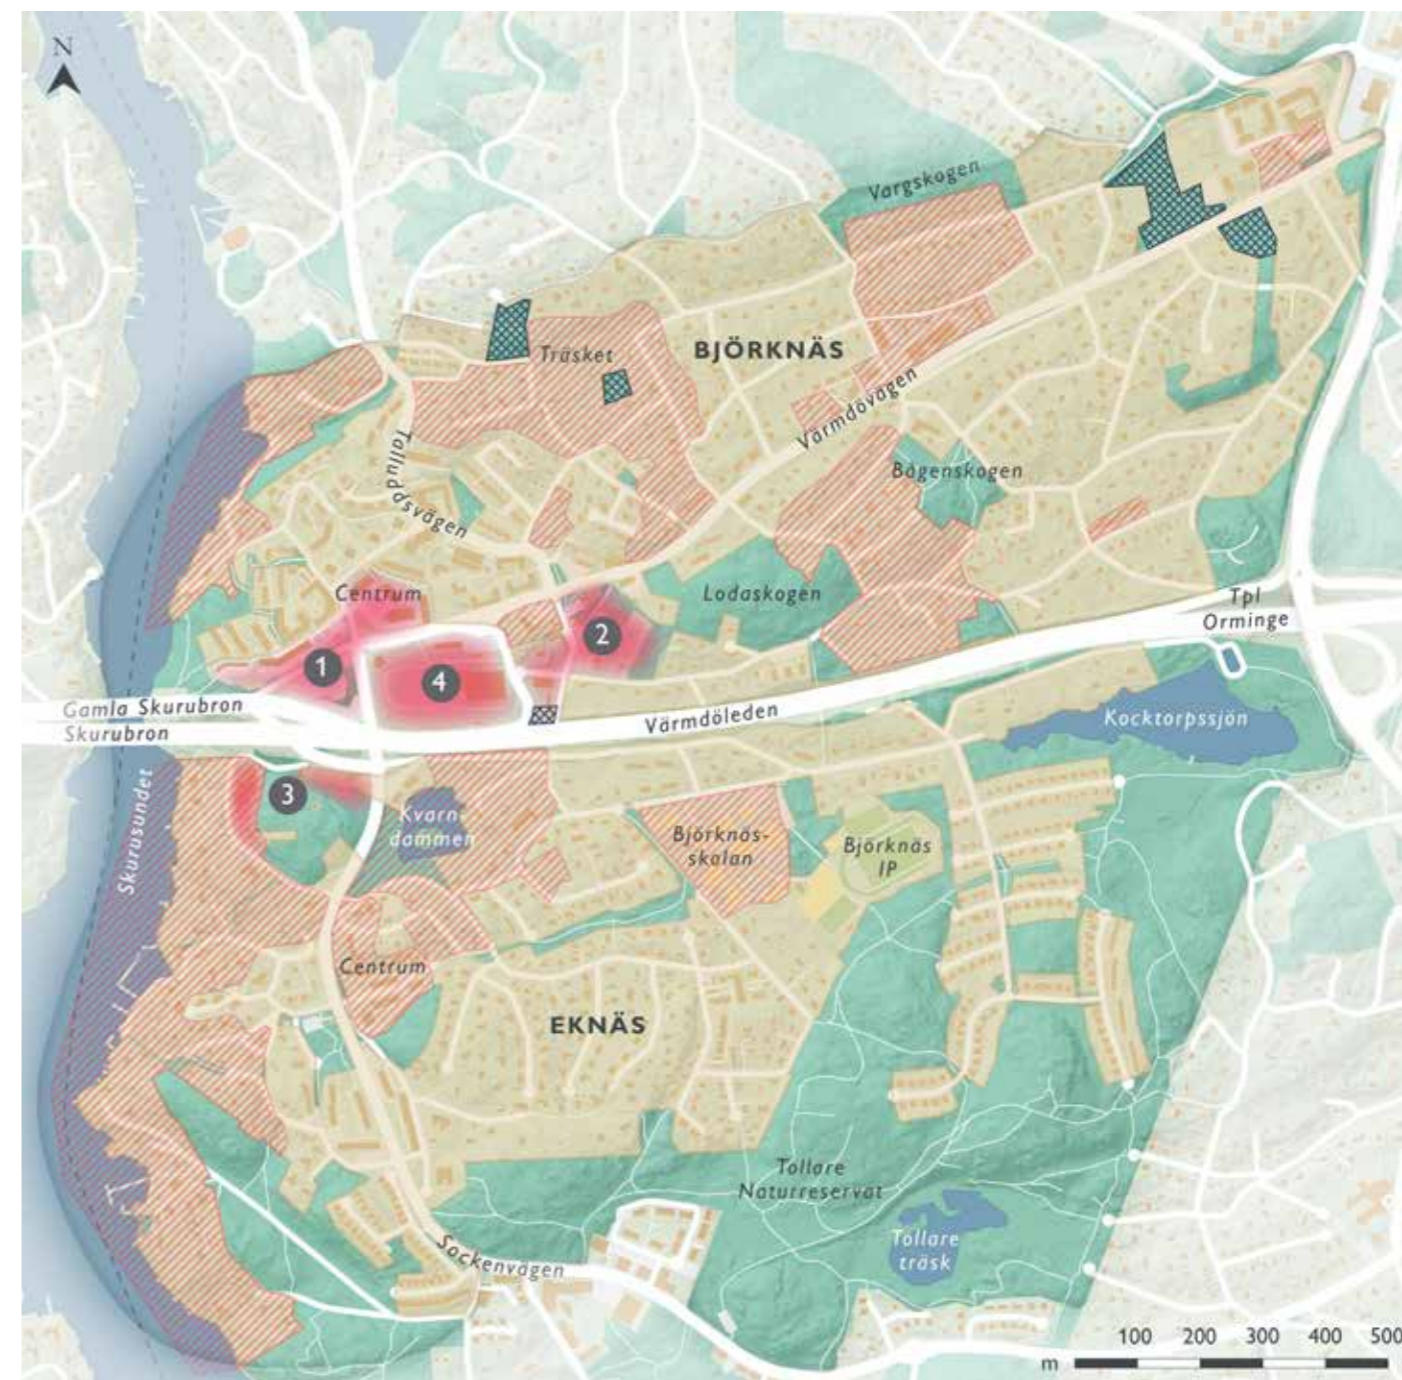 N
Vargskogen
Träsket
BJÖRKNÄS
Värmdövägen
Talluddsvägen
Bågenskogen
Centrum
Lodaskogen
2
1
4
Tpl
Orminge
Gamla Skurubron
Skurubron
Värmdöleden
Kocktorpssjön
Skurusundet
3
Kvarn-
dammen
Björknäs-
skolan
Björknäs
IP
Centrum
EKNÄS
Tollare
Naturreservat
Tollare
träsk
Sockenvägen
m 100 200 300 400 500